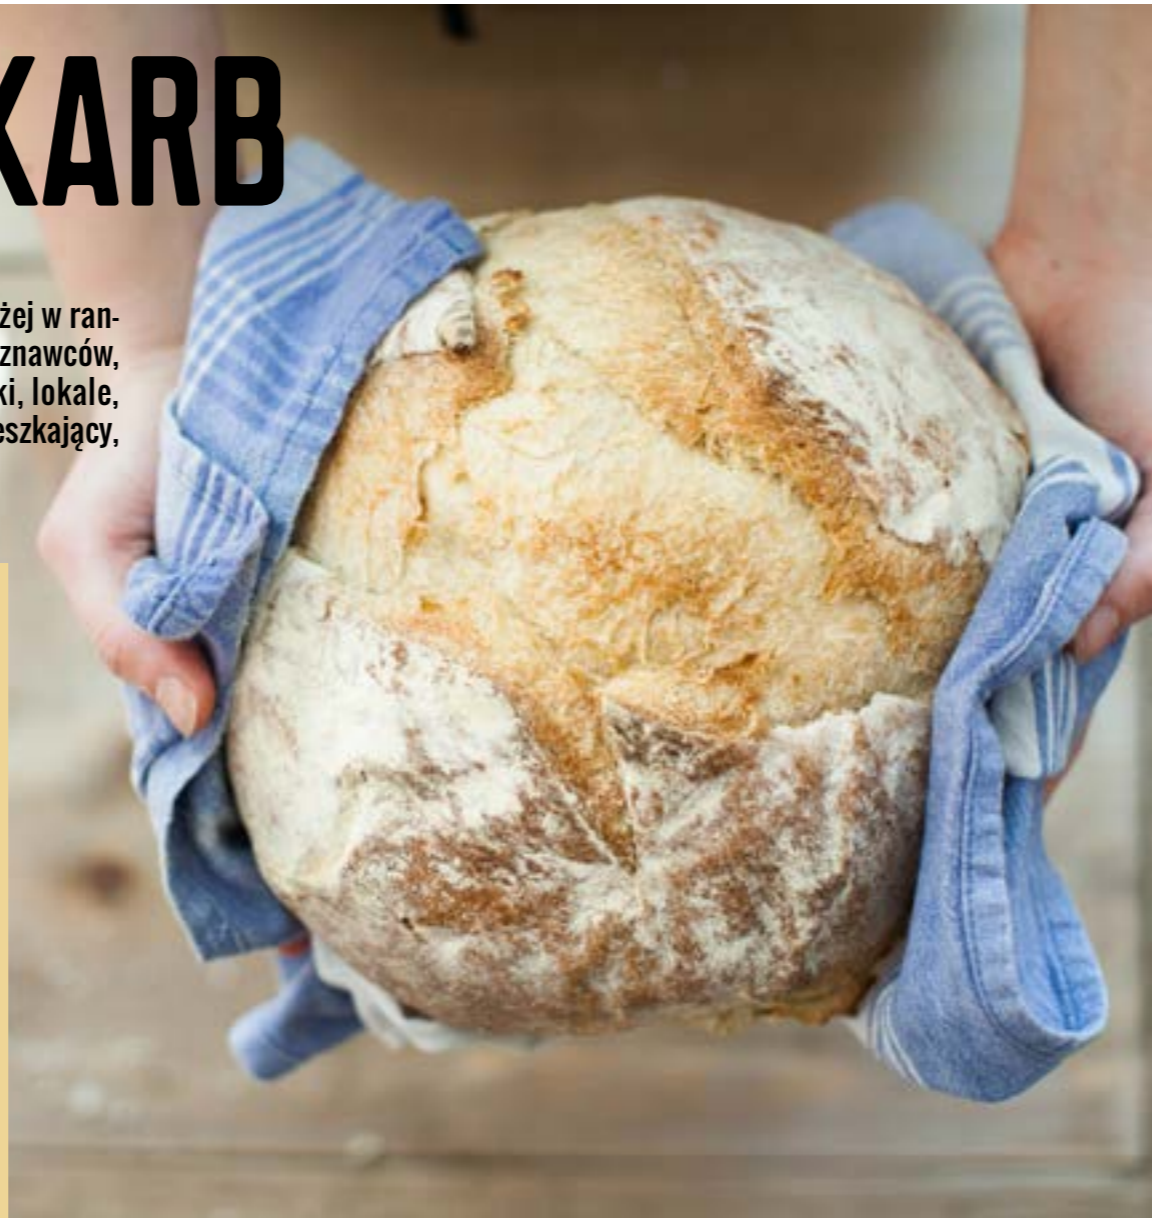 KARB
żej w ran-
znawców,
ki, lokale,
eszkający,